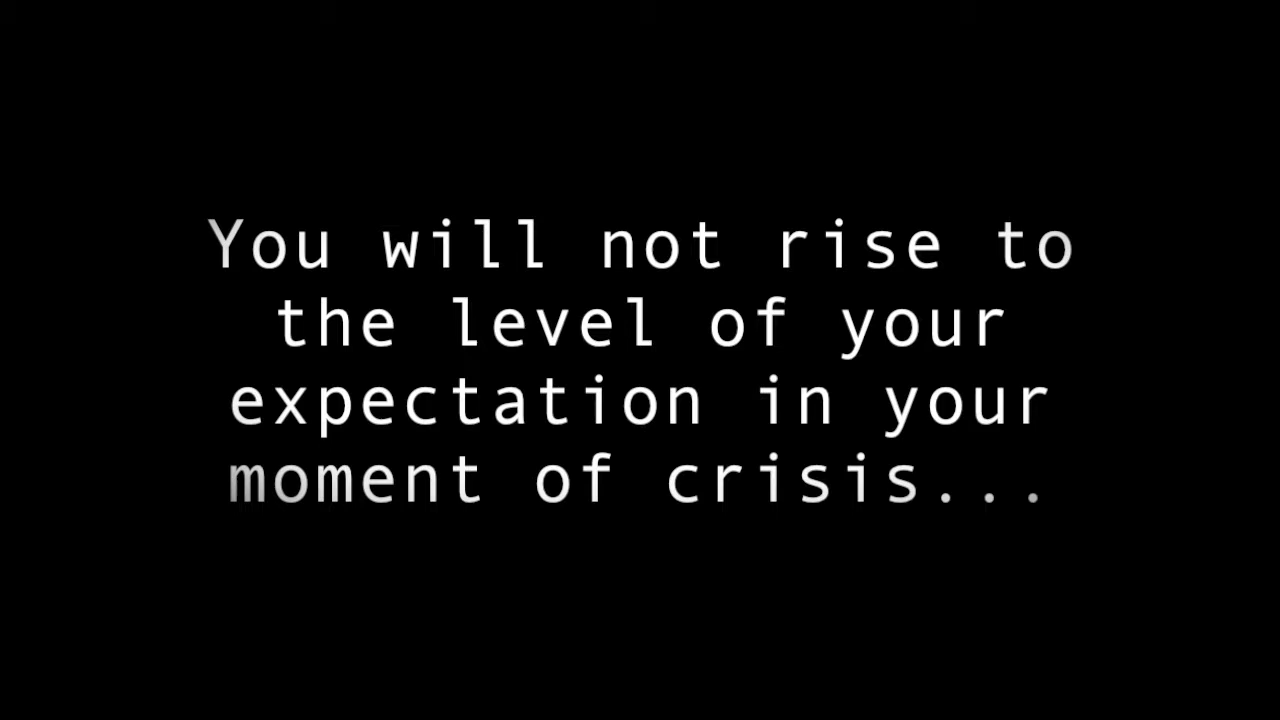 You will not rise to
the level of your
expectation in your
moment of crisis...